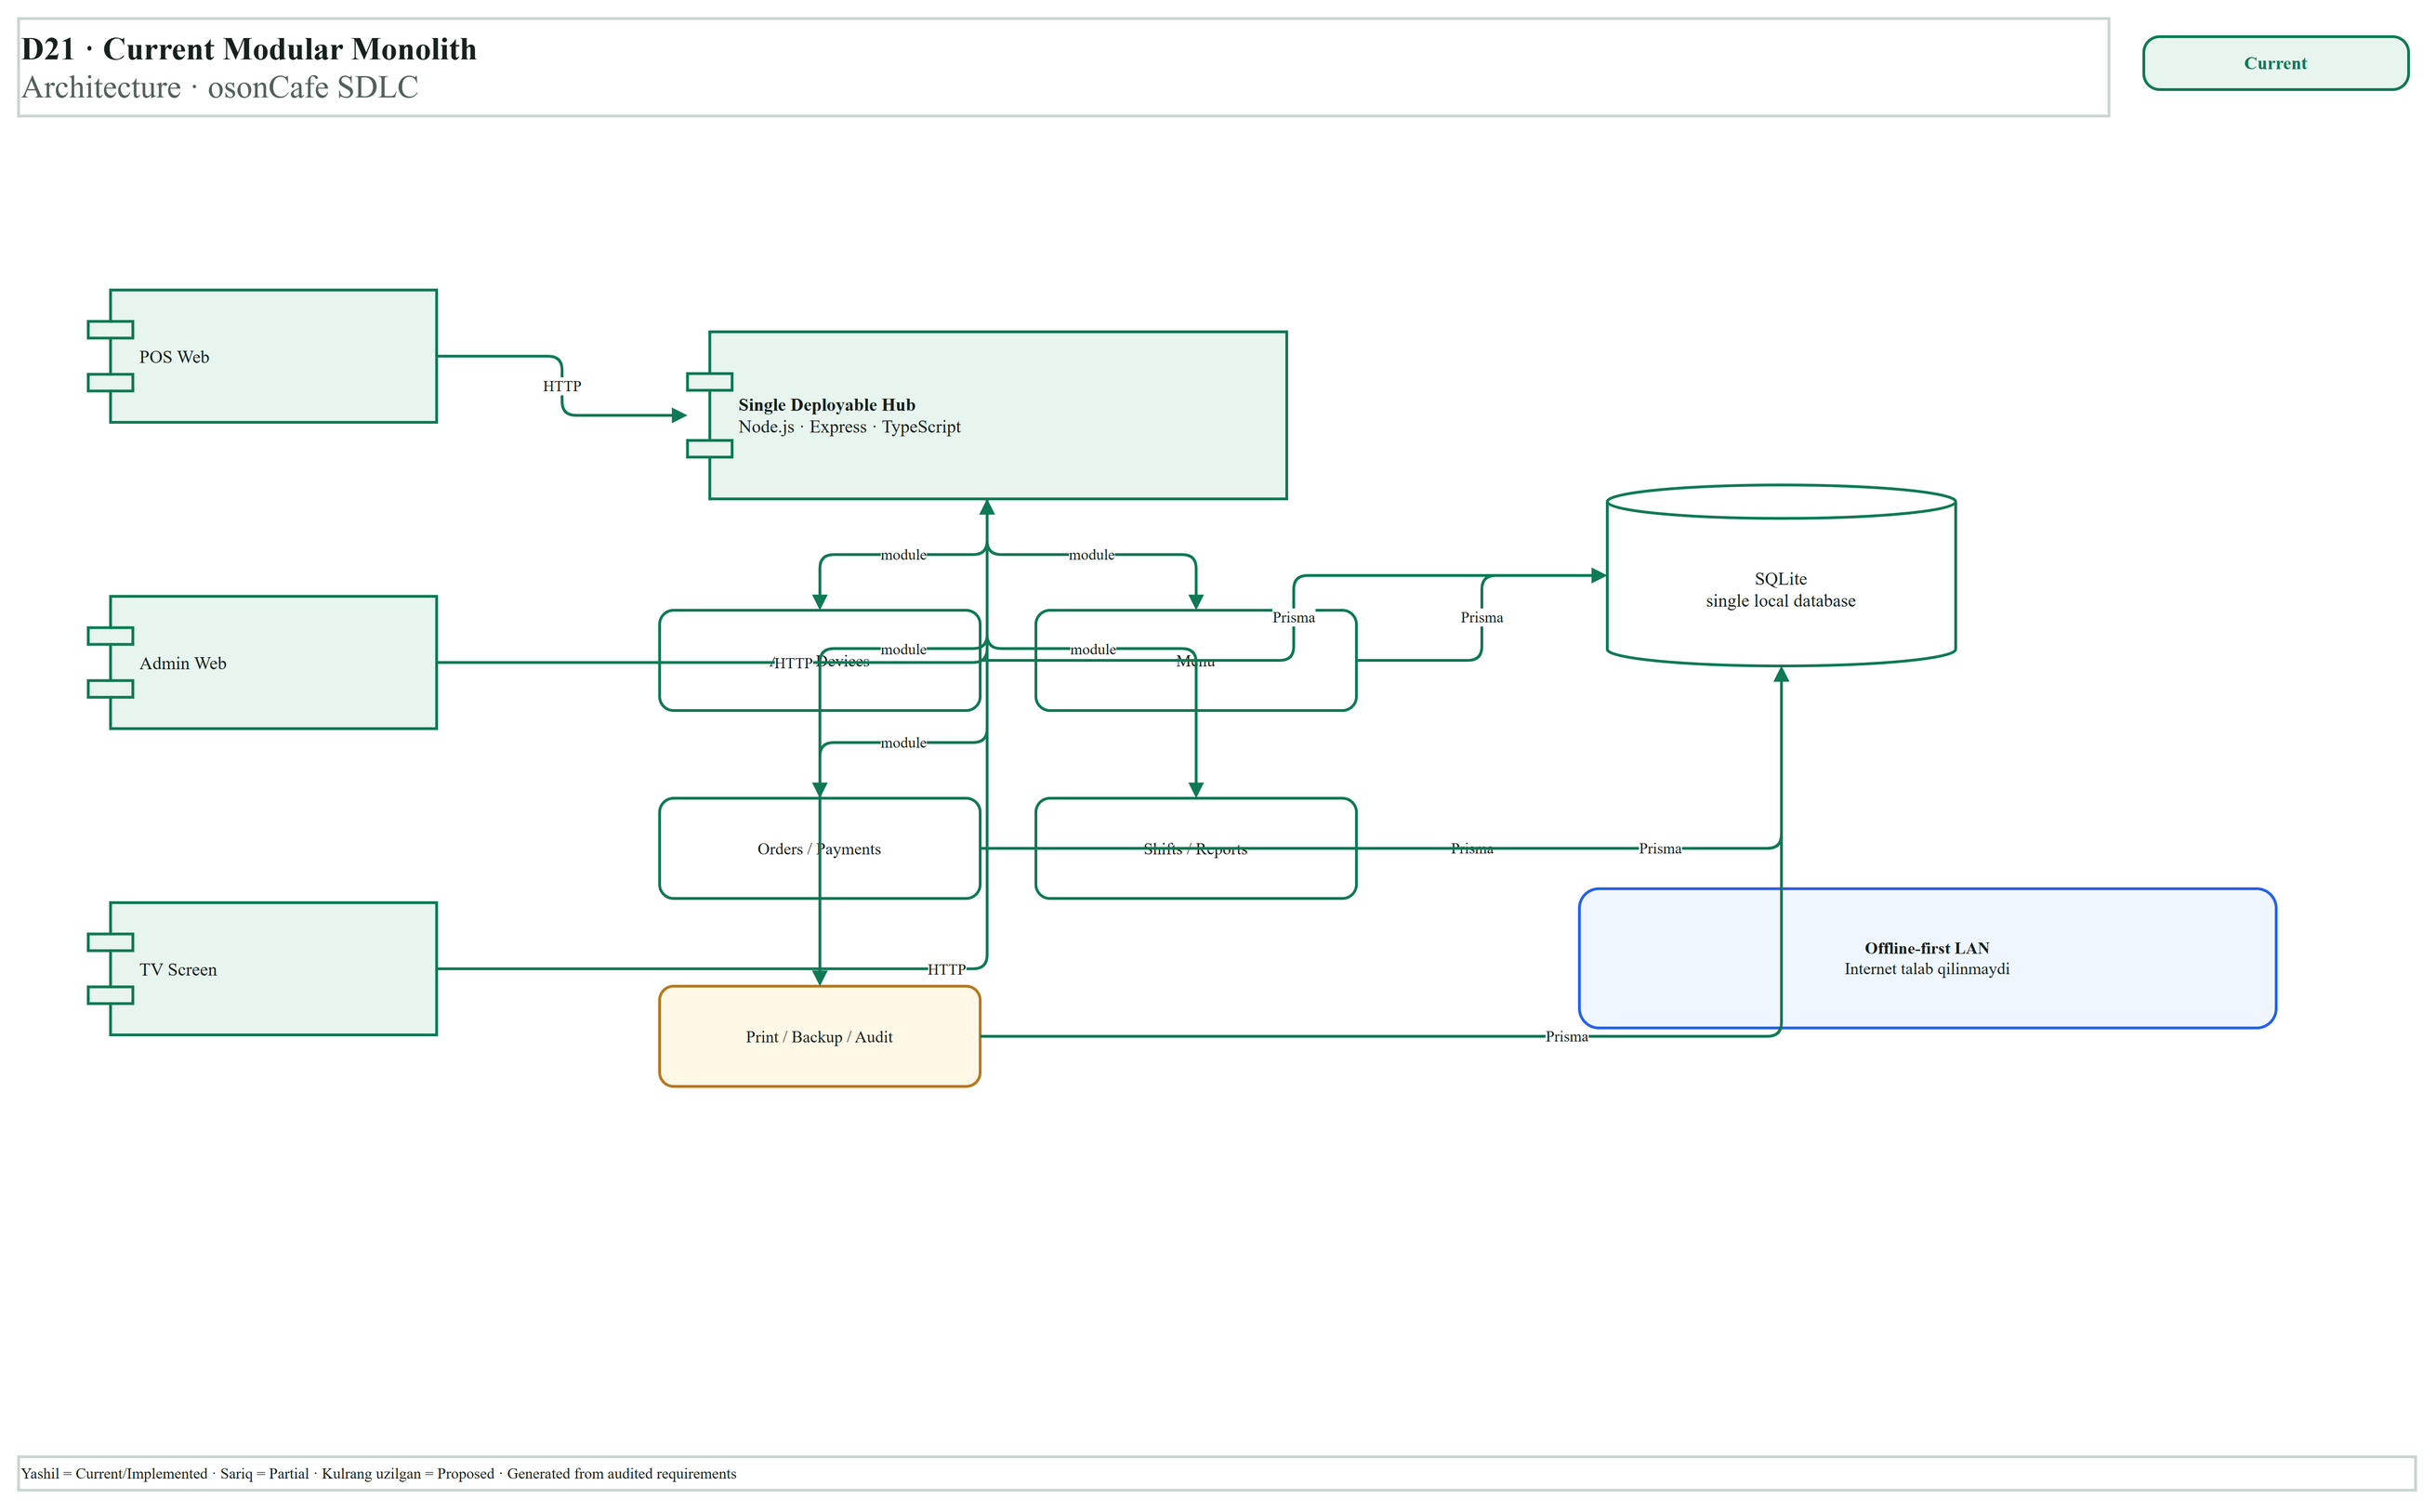 D21 · Current Modular Monolith
Architecture · osonCafe SDLC
Current
POS Web
HTTP
Single Deployable Hub
Node.js · Express · TypeScript
module
module
SQLite
single local database
Prisma
Prisma
Admin Web
HTTP
/ Devices
module
module
Menu
module
Orders / Payments
Shifts / Reports
Prisma
Prisma
TV Screen
HTTP
Offline-first LAN
Internet talab qilinmaydi
Print / Backup / Audit
Prisma
Yashil = Current/Implemented · Sariq = Partial · Kulrang uzilgan = Proposed · Generated from audited requirements